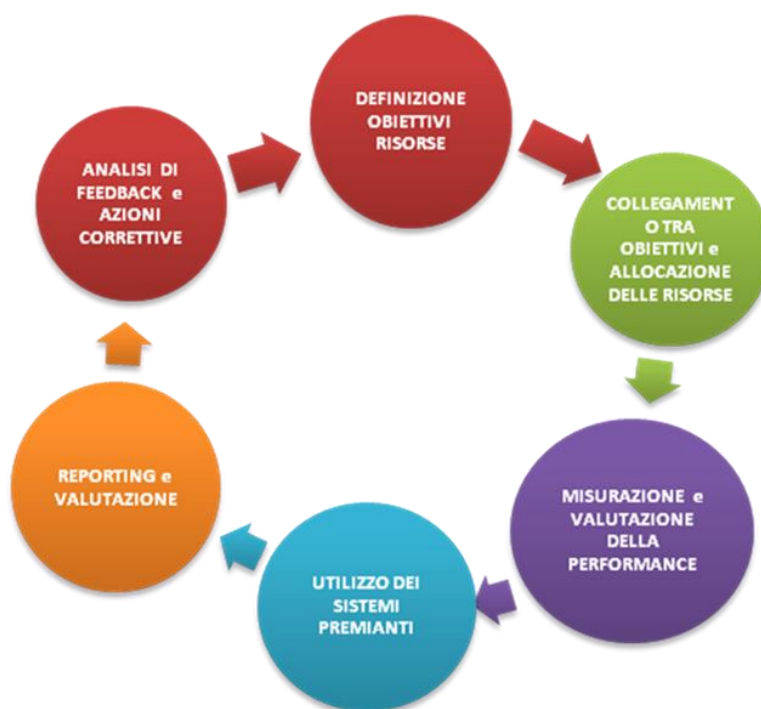 DEFINIZIONE
OBIETTIVI
RISORSE
COLLEGAMENT
O TRA
OBIETTIVI e
ALLOCAZIONE
DELLE RISORSE
MISURAZIONE e
VALUTAZIONE
DELLA
PERFORMANCE
UTILIZZO DEI
SISTEMI
PREMIANTI
REPORTING e
VALUTAZIONE
ANALISI DI
FEEDBACK e
AZIONI
CORRETTIVE